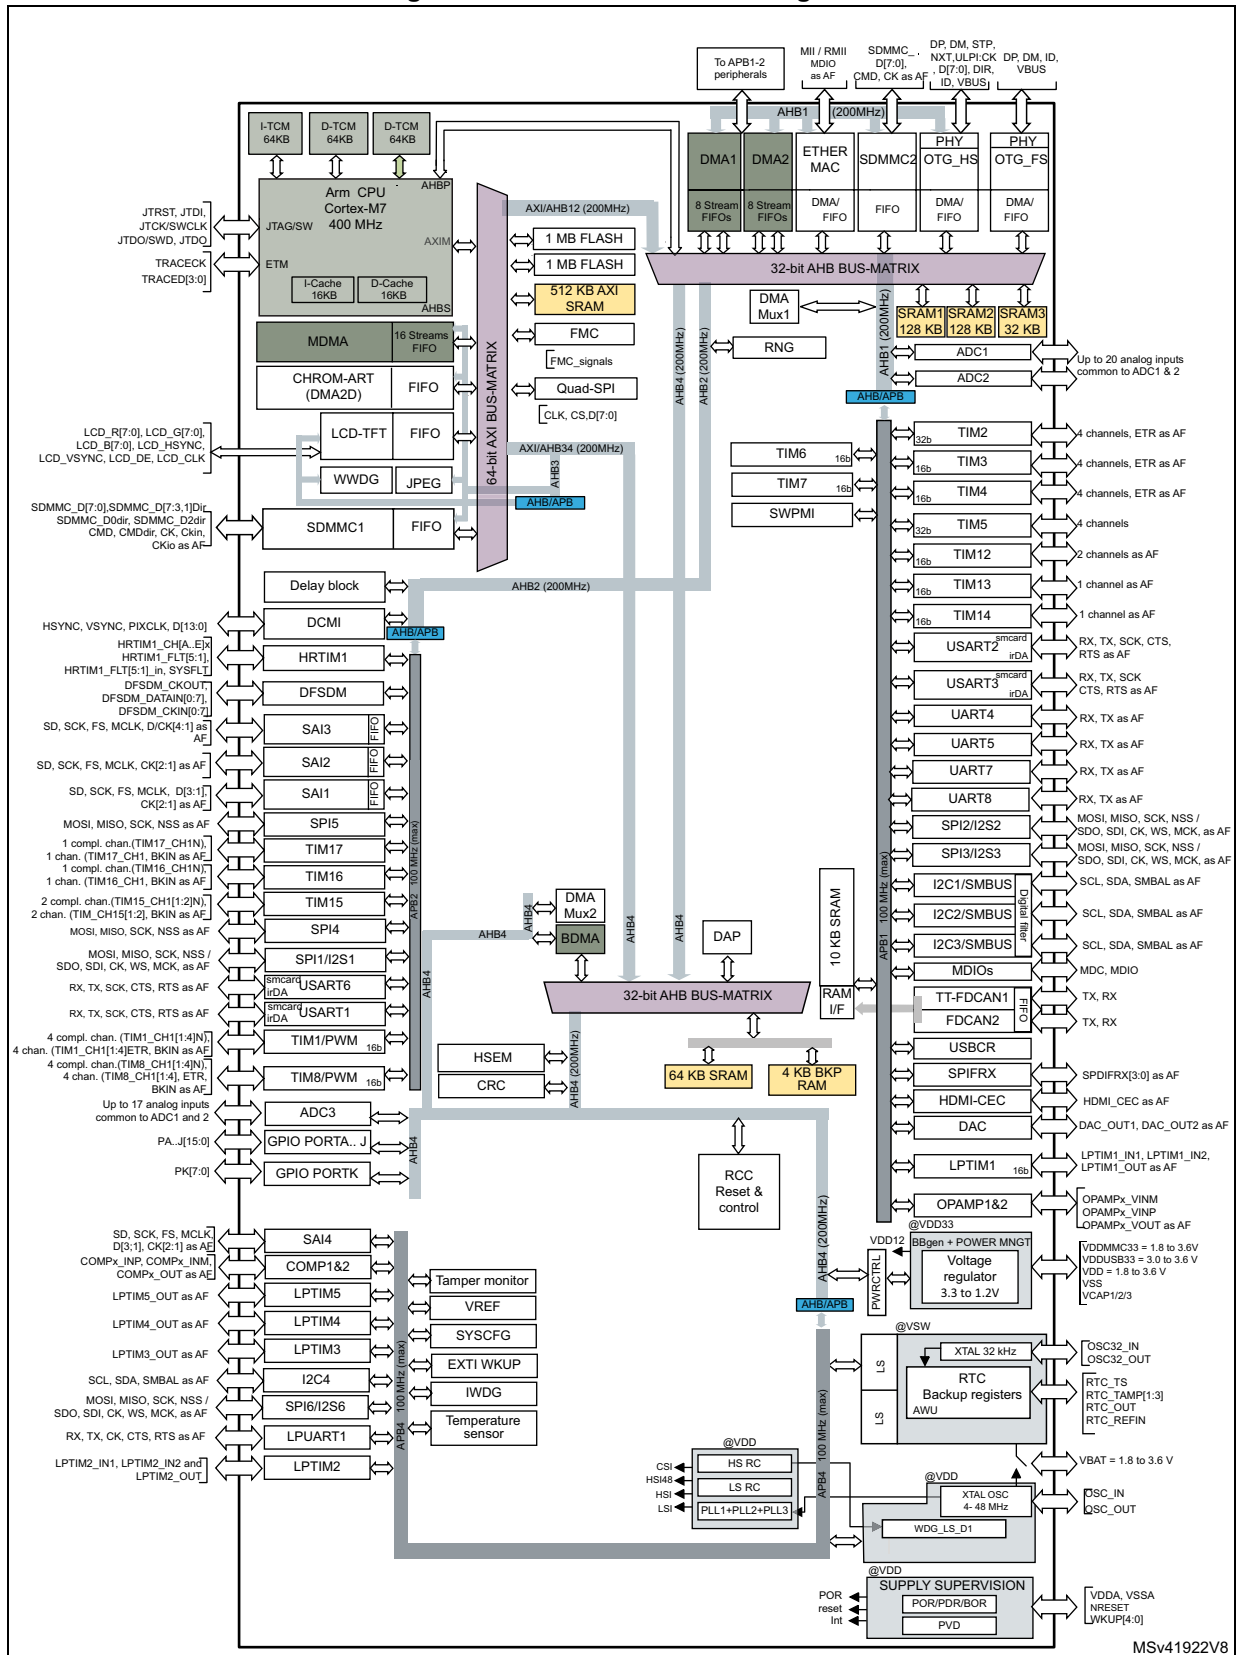 To APB1-2
peripherals
MII / RMII
MDIO
as AF
SDMMC_
D[7:0],
CMD, CK as AF
DP, DM, STP,
NXT,ULPI:CK
, D[7:0], DIR,
ID, VBUS
DP, DM, ID,
VBUS
AHB1 (200MHz)
I-TCM
64KB
D-TCM
64KB
D-TCM
64KB
AHBP
Arm CPU
Cortex-M7
400 MHz
JTAG/SW
AXIM
ETM
I-Cache
16KB
D-Cache
16KB
AHBS
JTRST, JTDI,
JTCK/SWCLK
JTDO/SWD, JTDO
TRACECK
TRACED[3:0]
DMA1
8 Stream
FIFOs
DMA2
8 Stream
FIFOs
ETHER
MAC
DMA/
FIFO
SDMMC2
FIFO
PHY
OTG_HS
DMA/
FIFO
PHY
OTG_FS
DMA/
FIFO
AXI/AHB12 (200MHz)
1 MB FLASH
1 MB FLASH
512 KB AXI
SRAM
FMC
FMC_signals
Quad-SPI
CLK, CS,D[7:0]
64-bit AXI BUS-MATRIX
32-bit AHB BUS-MATRIX
DMA
Mux1
RNG
AHB4 (200MHz)
AHB2 (200MHz)
AHB1 (200MHz)
SRAM1
128 KB
SRAM2
128 KB
SRAM3
32 KB
ADC1
ADC2
Up to 20 analog inputs
common to ADC1 & 2
AHB/APB
MDMA
16 Streams
FIFO
CHROM-ART
(DMA2D)
FIFO
LCD-TFT
FIFO
WWDG
JPEG
SDMMC1
FIFO
LCD_R[7:0], LCD_G[7:0],
LCD_B[7:0], LCD_HSYNC,
LCD_VSYNC, LCD_DE, LCD_CLK
SDMMC_D[7:0],SDMMC_D[7:3,1]Dir
SDMMC_D0dir, SDMMC_D2dir
CMD, CMDdir, CK, Ckin,
CKio as AF
AXI/AHB34 (200MHz)
AHB3
AHB/APB
TIM6
16b
TIM7
16b
SWPMI
32b
TIM2
4 channels, ETR as AF
16b
TIM3
4 channels, ETR as AF
16b
TIM4
4 channels, ETR as AF
32b
TIM5
4 channels
16b
TIM12
2 channels as AF
16b
TIM13
1 channel as AF
16b
TIM14
1 channel as AF
USART2
smcard
irDA
RX, TX, SCK, CTS,
RTS as AF
USART3
smcard
irDA
RX, TX, SCK
CTS, RTS as AF
UART4
RX, TX as AF
UART5
RX, TX as AF
UART7
RX, TX as AF
UART8
RX, TX as AF
SPI2/I2S2
MOSI, MISO, SCK, NSS /
SDO, SDI, CK, WS, MCK, as AF
SPI3/I2S3
MOSI, MISO, SCK, NSS /
SDO, SDI, CK, WS, MCK, as AF
I2C1/SMBUS
SCL, SDA, SMBAL as AF
I2C2/SMBUS
SCL, SDA, SMBAL as AF
I2C3/SMBUS
SCL, SDA, SMBAL as AF
Digital filter
MDIOs
MDC, MDIO
TT-FDCAN1
TX, RX
FDCAN2
TX, RX
FIFO
USBCR
SPIFRX
SPDIFRX[3:0] as AF
HDMI-CEC
HDMI_CEC as AF
DAC
DAC_OUT1, DAC_OUT2 as AF
LPTIM1
16b
LPTIM1_IN1, LPTIM1_IN2,
LPTIM1_OUT as AF
OPAMP1&2
OPAMPx_VINM
OPAMPx_VINP
OPAMPx_VOUT as AF
APB1 100 MHz (max)
10 KB SRAM
RAM
I/F
Delay block
AHB2 (200MHz)
DCMI
HSYNC, VSYNC, PIXCLK, D[13:0]
AHB/APB
HRTIM1
HRTIM1_CH[A..E]x
HRTIM1_FLT[5:1],
HRTIM1_FLT[5:1]_in, SYSFLT
DFSDM
DFSDM_CKOUT,
DFSDM_DATAIN[0:7],
DFSDM_CKIN[0:7]
SAI3
FIFO
SD, SCK, FS, MCLK, D/CK[4:1] as
AF
SAI2
FIFO
SD, SCK, FS, MCLK, CK[2:1] as AF
SAI1
FIFO
SD, SCK, FS, MCLK, D[3:1],
CK[2:1] as AF
SPI5
MOSI, MISO, SCK, NSS as AF
TIM17
1 compl. chan.(TIM17_CH1N),
1 chan. (TIM17_CH1, BKIN as AF
TIM16
1 compl. chan.(TIM16_CH1N),
1 chan. (TIM16_CH1, BKIN as AF
TIM15
2 compl. chan.(TIM15_CH1[1:2]N),
2 chan. (TIM_CH15[1:2], BKIN as AF
SPI4
MOSI, MISO, SCK, NSS as AF
SPI1/I2S1
MOSI, MISO, SCK, NSS /
SDO, SDI, CK, WS, MCK, as AF
smcard
irDA
USART6
RX, TX, SCK, CTS, RTS as AF
smcard
irDA
USART1
RX, TX, SCK, CTS, RTS as AF
TIM1/PWM
16b
4 compl. chan. (TIM1_CH1[1:4]N),
4 chan. (TIM1_CH1[1:4]ETR, BKIN as AF
TIM8/PWM
16b
4 compl. chan.(TIM8_CH1[1:4]N),
4 chan. (TIM8_CH1[1:4], ETR,
BKIN as AF
APB2 100 MHz (max)
ADC3
Up to 17 analog inputs
common to ADC1 and 2
GPIO PORTA.. J
PA..J[15:0]
GPIO PORTK
PK[7:0]
AHB4
AHB4
AHB4
AHB4
AHB4
AHB4
DMA
Mux2
BDMA
DAP
32-bit AHB BUS-MATRIX
HSEM
CRC
AHB4 (200MHz)
64 KB SRAM
4 KB BKP
RAM
RCC
Reset &
control
AHB4 (200MHz)
AHB/APB
SAI4
SD, SCK, FS, MCLK,
D[3;1], CK[2:1] as AF
COMP1&2
COMPx_INP, COMPx_INM,
COMPx_OUT as AF
LPTIM5
LPTIM5_OUT as AF
LPTIM4
LPTIM4_OUT as AF
LPTIM3
LPTIM3_OUT as AF
I2C4
SCL, SDA, SMBAL as AF
SPI6/I2S6
MOSI, MISO, SCK, NSS /
SDO, SDI, CK, WS, MCK, as AF
LPUART1
RX, TX, CK, CTS, RTS as AF
LPTIM2
LPTIM2_IN1, LPTIM2_IN2 and
LPTIM2_OUT
APB4 100 MHz (max)
Tamper monitor
VREF
SYSCFG
EXTI WKUP
IWDG
Temperature
sensor
APB4 100 MHz (max)
@VDD33
VDD12
PWRCTRL
BBgen + POWER MNGT
Voltage
regulator
3.3 to 1.2V
VDDMMC33 = 1.8 to 3.6V
VDDUSB33 = 3.0 to 3.6 V
VDD = 1.8 to 3.6 V
VSS
VCAP1/2/3
@VSW
LS
LS
XTAL 32 kHz
RTC
Backup registers
AWU
OSC32_IN
OSC32_OUT
RTC_TS
RTC_TAMP[1:3]
RTC_OUT
RTC_REFIN
VBAT = 1.8 to 3.6 V
@VDD
HS RC
LS RC
PLL1+PLL2+PLL3
CSI
HSI48
HSI
LSI
@VDD
XTAL OSC
4- 48 MHz
WDG_LS_D1
OSC_IN
OSC_OUT
@VDD
SUPPLY SUPERVISION
POR/PDR/BOR
PVD
POR
reset
Int
VDDA, VSSA
NRESET
WKUP[4:0]
MSv41922V8